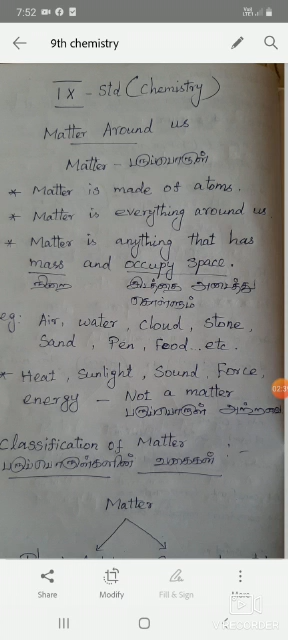 7:52
9th chemistry
IX - Std (Chemistry)
Matter Around us
Matter - பருப்பொருள்
* Matter is made of atoms.
* Matter is everything around us.
* Matter is anything that has
mass and occupy space.
நிறை இடத்தை அடைத்து
கொள்ளும்
eg: Air, water, cloud, stone,
Sand, Pen, food...etc.
* Heat, Sunlight, Sound, Force,
energy - Not a matter
பருப்பொருள் அற்றவை
Classification of Matter :-
பருப்பொருள்களின் வகைகள்
Matter
Share
Modify
Fill & Sign
More